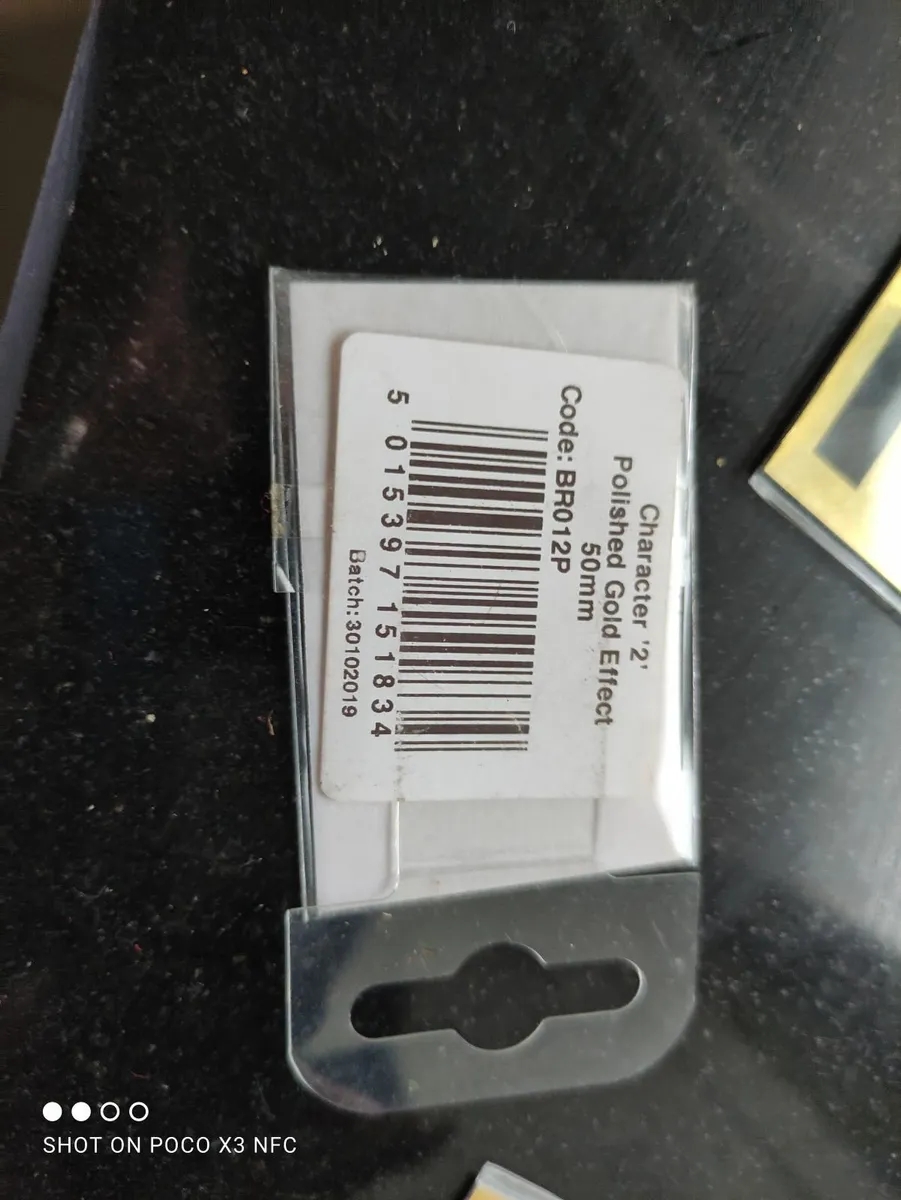 Character '2'
Polished Gold Effect
50mm
Code: BR012P
5 015397 151834
Batch:30102019
SHOT ON POCO X3 NFC